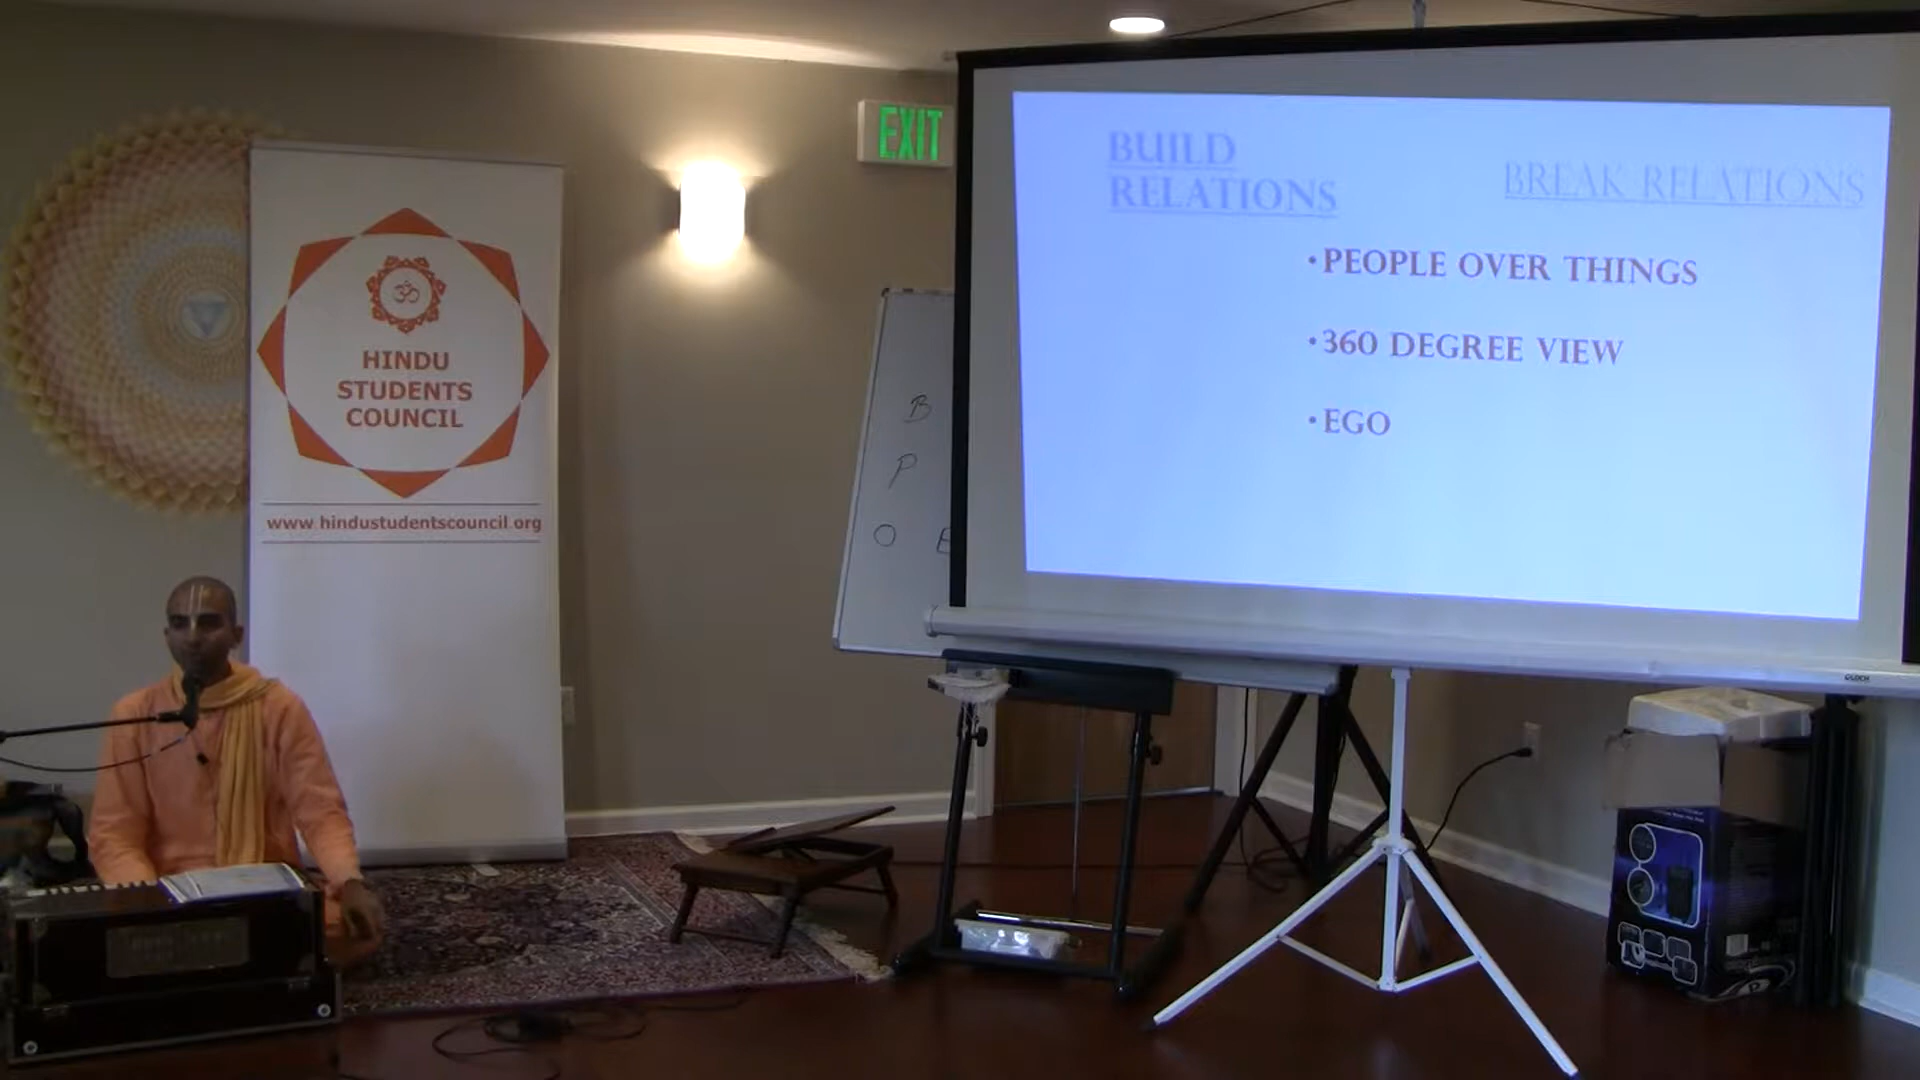 HINDU
STUDENTS
COUNCIL
www.hindustudentscouncil.org
EXIT
B
P
O E
BUILD
RELATIONS
BREAK RELATIONS
•PEOPLE OVER THINGS
•360 DEGREE VIEW
•EGO